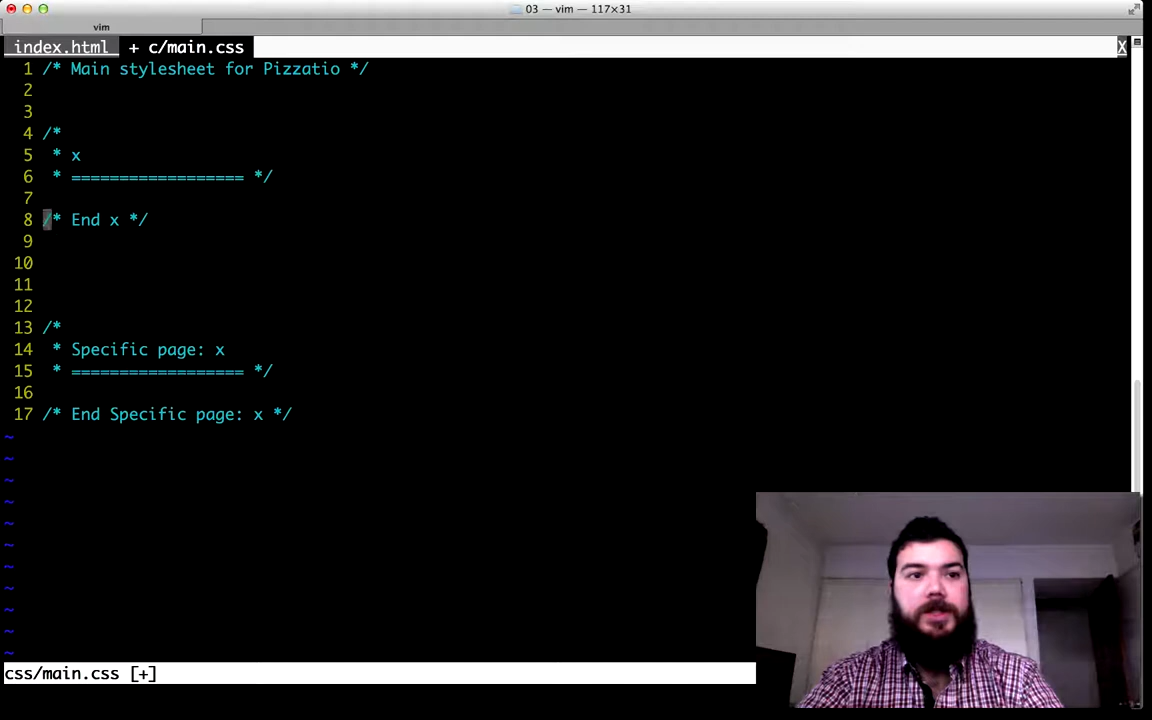 03 — vim — 117×31
vim
index.html + c/main.css X
1 /* Main stylesheet for Pizzatio */
2
3
4 /*
5  * x
6  * ================== */
7
8 /* End x */
9
10
11
12
13 /*
14  * Specific page: x
15  * ================== */
16
17 /* End Specific page: x */
~
~
~
~
~
~
~
~
~
~
~
css/main.css [+]